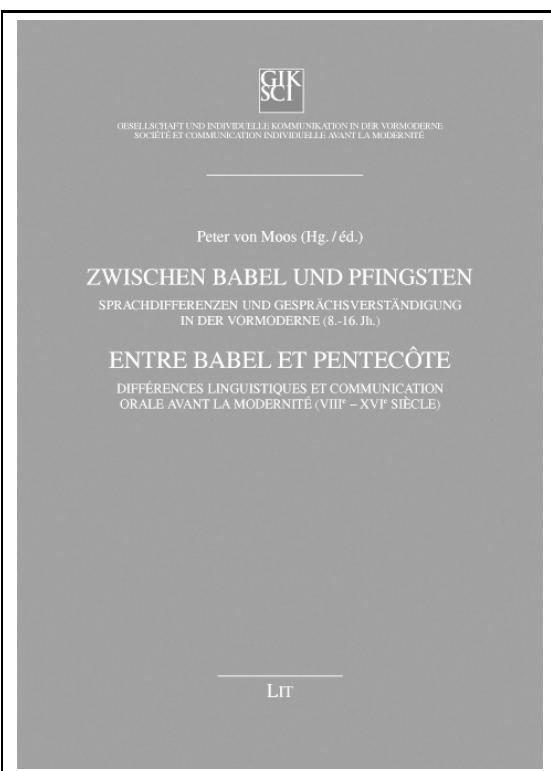 GIK
SCI
GESELLSCHAFT UND INDIVIDUELLE KOMMUNIKATION IN DER VORMODERNE
SOCIÉTÉ ET COMMUNICATION INDIVIDUELLE AVANT LA MODERNITÉ
Peter von Moos (Hg. / éd.)
ZWISCHEN BABEL UND PFINGSTEN
SPRACHDIFFERENZEN UND GESPRÄCHSVERSTÄNDIGUNG
IN DER VORMODERNE (8.-16. Jh.)
ENTRE BABEL ET PENTECÔTE
DIFFÉRENCES LINGUISTIQUES ET COMMUNICATION
ORALE AVANT LA MODERNITÉ (VIIIᵉ – XVIᵉ SIÈCLE)
LIT